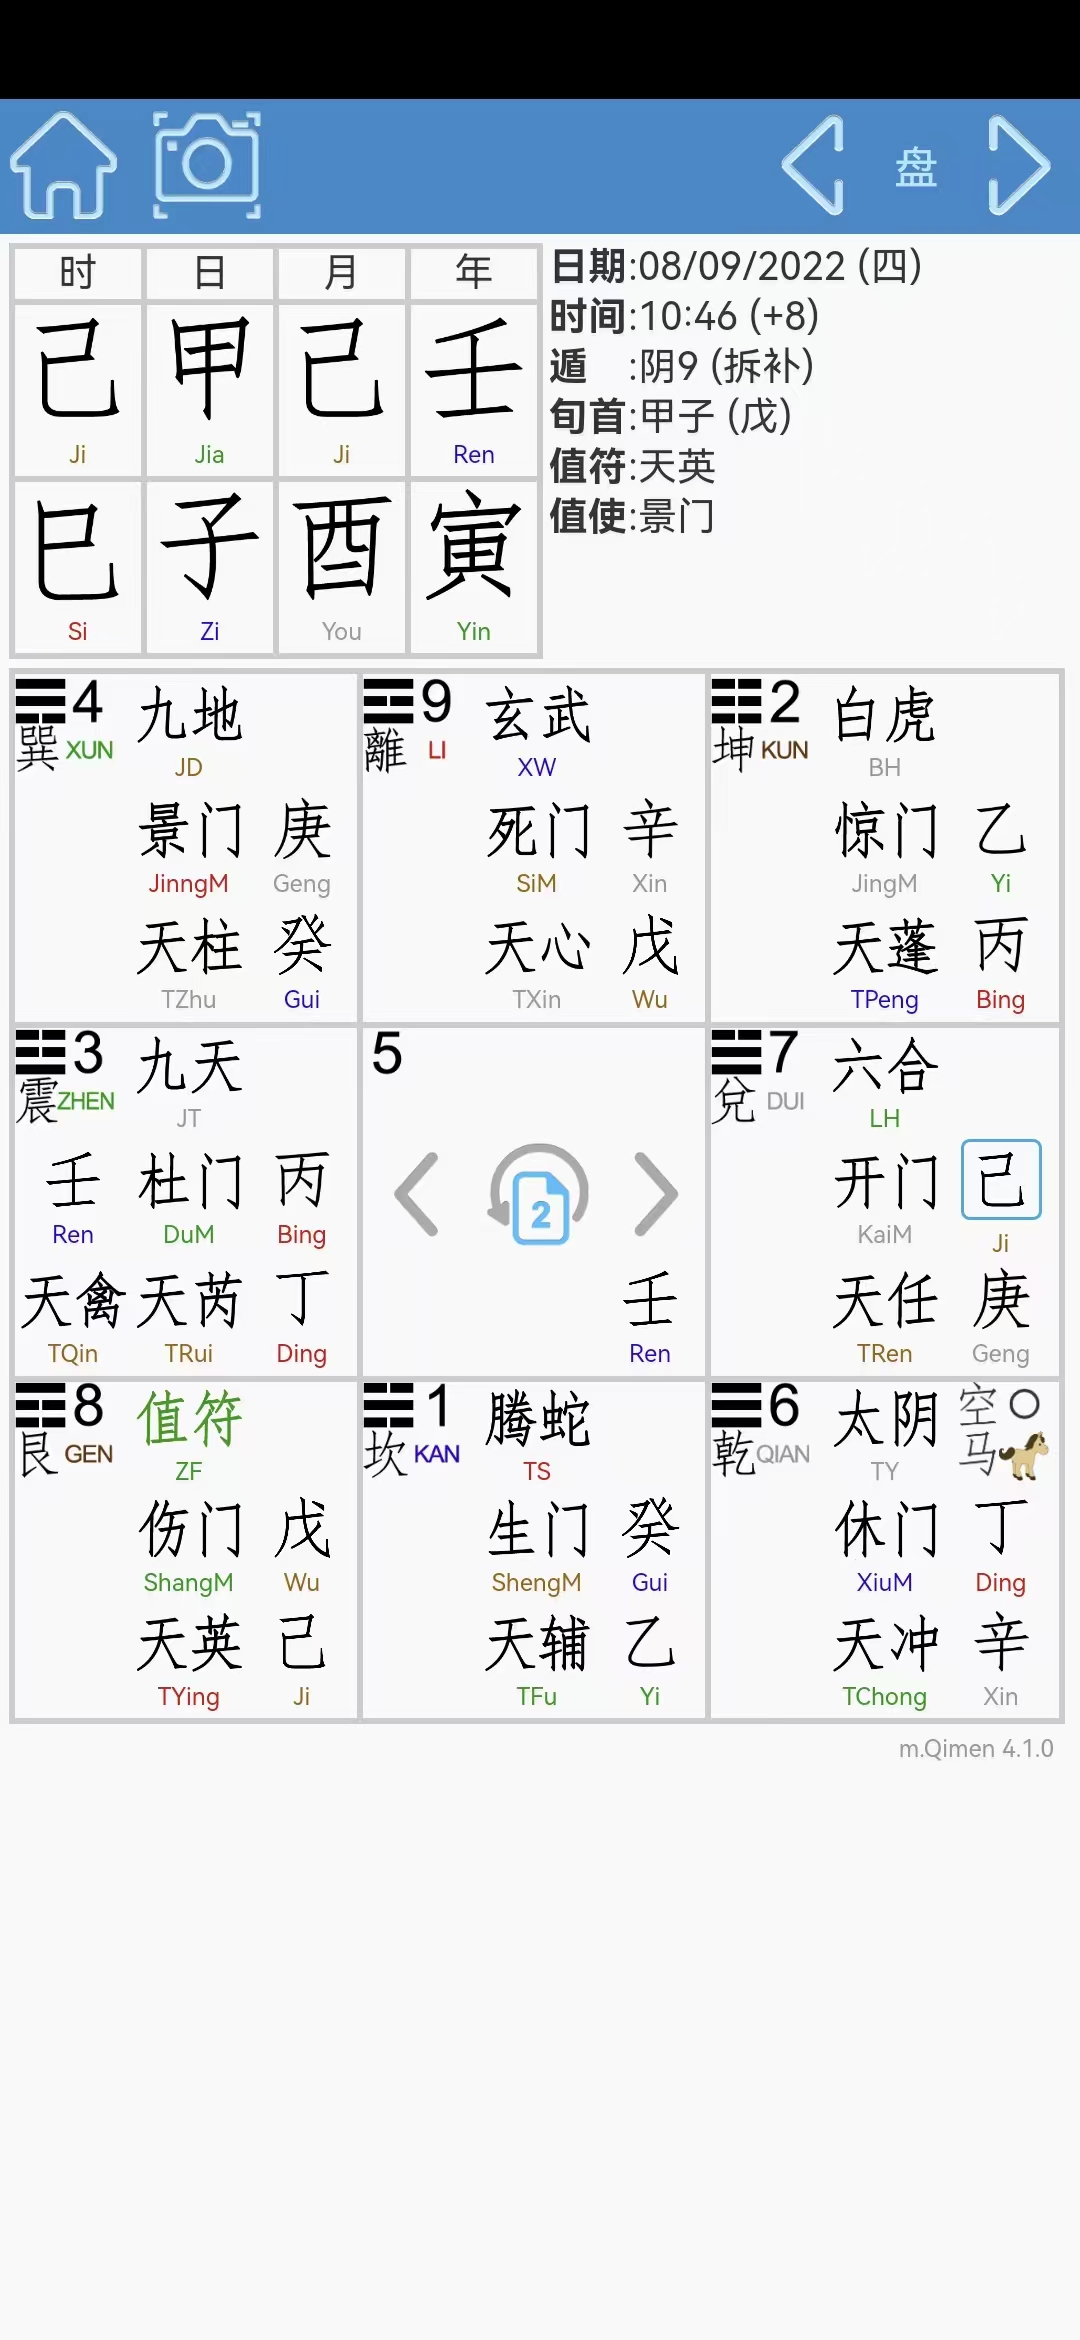 盘
时 日 月 年
己 甲 己 壬
Ji Jia Ji Ren
巳 子 酉 寅
Si Zi You Yin
日期:08/09/2022 (四)
时间:10:46 (+8)
遁 :阴9 (拆补)
旬首:甲子 (戊)
值符:天英
值使:景门
4 九地
巽 XUN JD
景门 庚
JinngM Geng
天柱 癸
TZhu Gui
9 玄武
離 LI XW
死门 辛
SiM Xin
天心 戊
TXin Wu
2 白虎
坤 KUN BH
惊门 乙
JingM Yi
天蓬 丙
TPeng Bing
3 九天
震 ZHEN JT
壬 杜门 丙
Ren DuM Bing
天禽 天芮 丁
TQin TRui Ding
5
2
壬
Ren
7 六合
兌 DUI LH
开门 己
KaiM Ji
天任 庚
TRen Geng
8 值符
艮 GEN ZF
伤门 戊
ShangM Wu
天英 己
TYing Ji
1 腾蛇
坎 KAN TS
生门 癸
ShengM Gui
天辅 乙
TFu Yi
6 太阴 空
乾 QIAN TY 马
休门 丁
XiuM Ding
天冲 辛
TChong Xin
m.Qimen 4.1.0